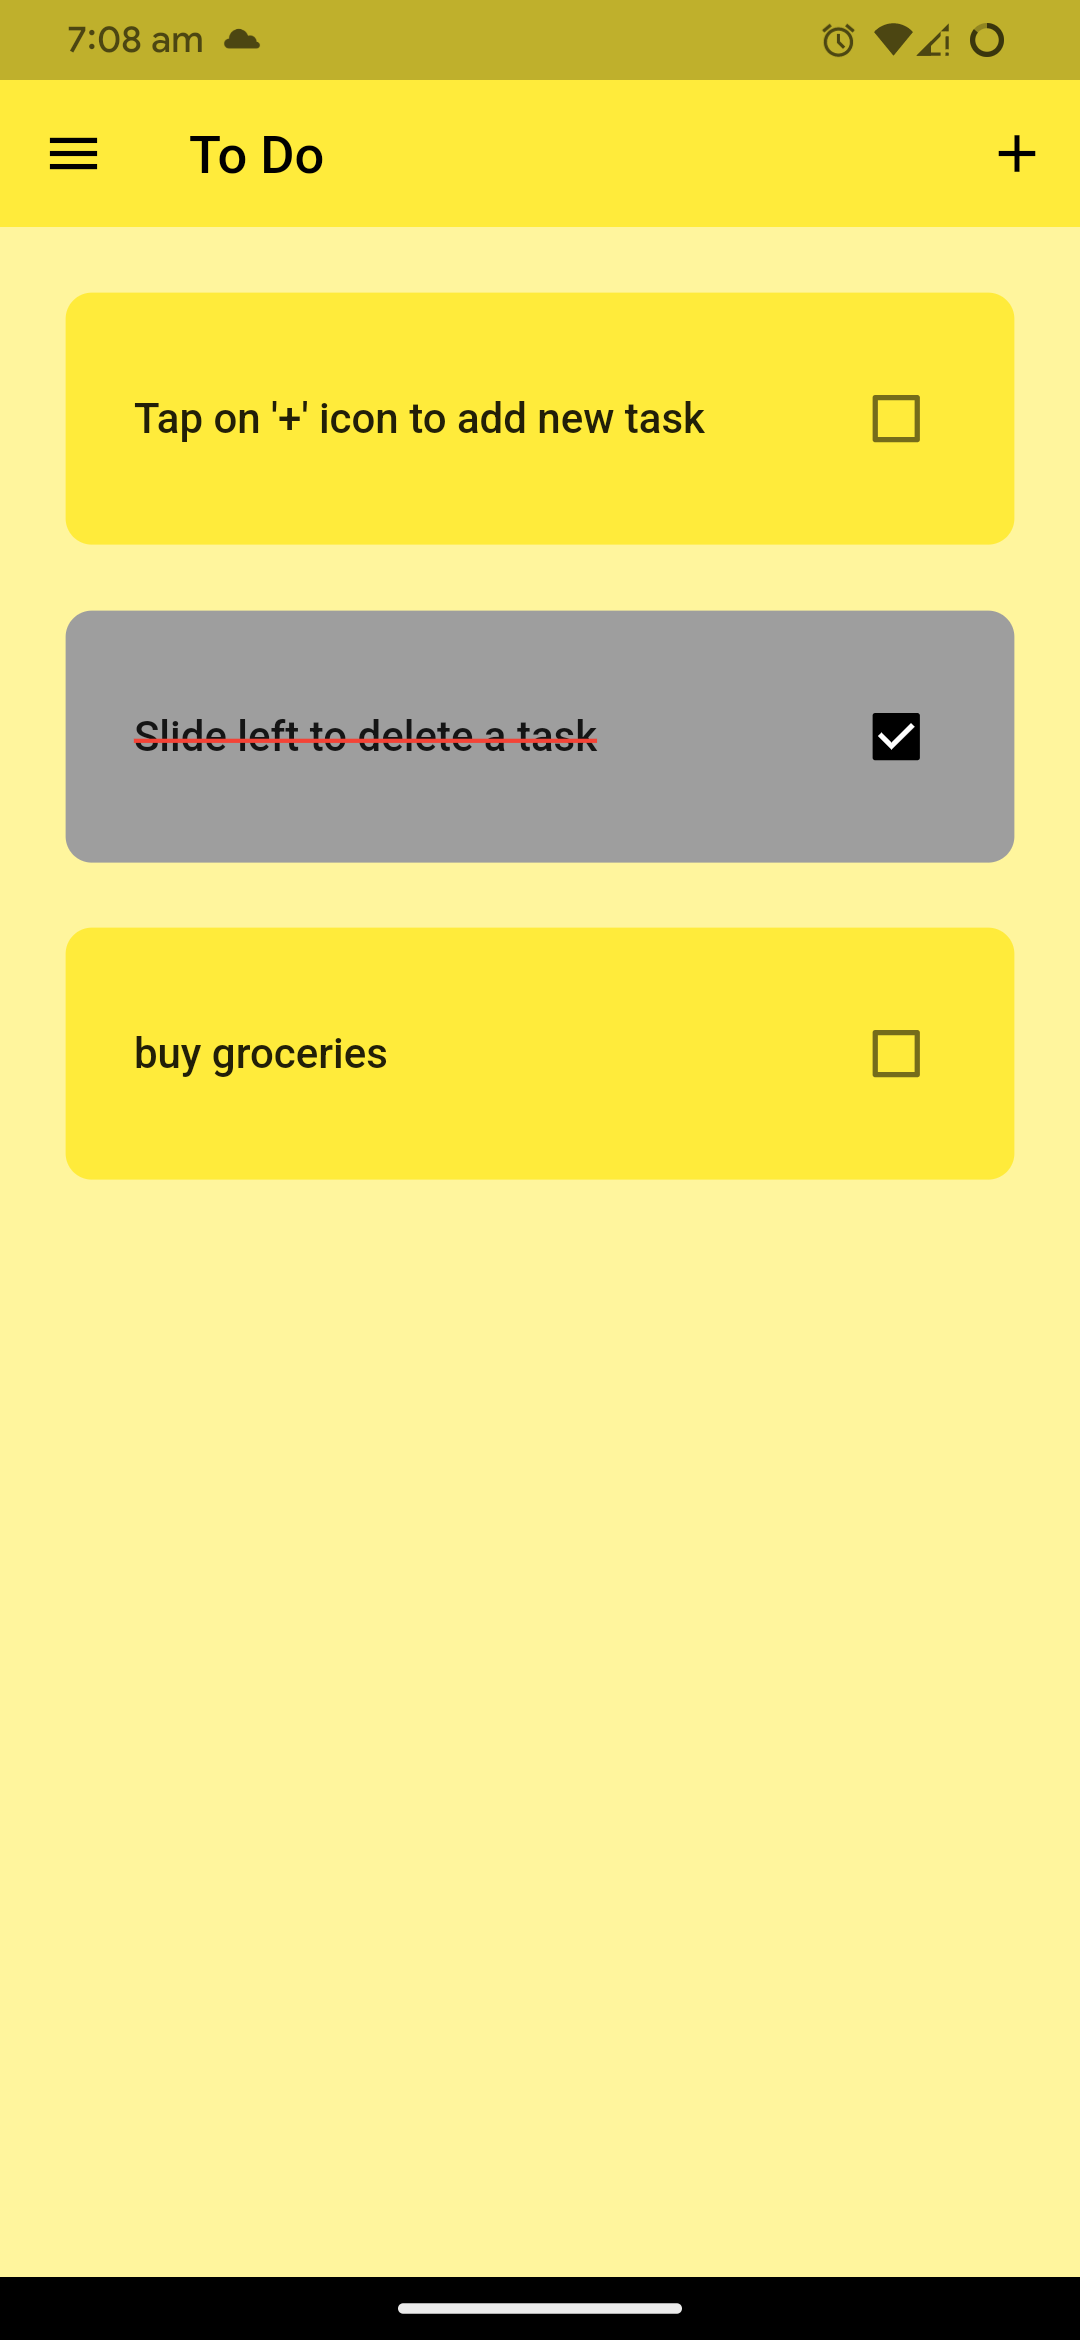 7:08 am
To Do
Tap on '+' icon to add new task
Slide left to delete a task
buy groceries